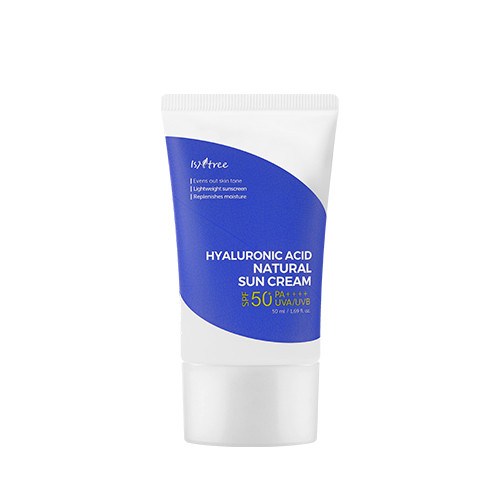 Isntree
Evens out skin tone
Lightweight sunscreen
Replenishes moisture
HYALURONIC ACID
NATURAL
SUN CREAM
SPF 50+ PA++++
UVA/UVB
50 ml / 1.69 fl. oz.